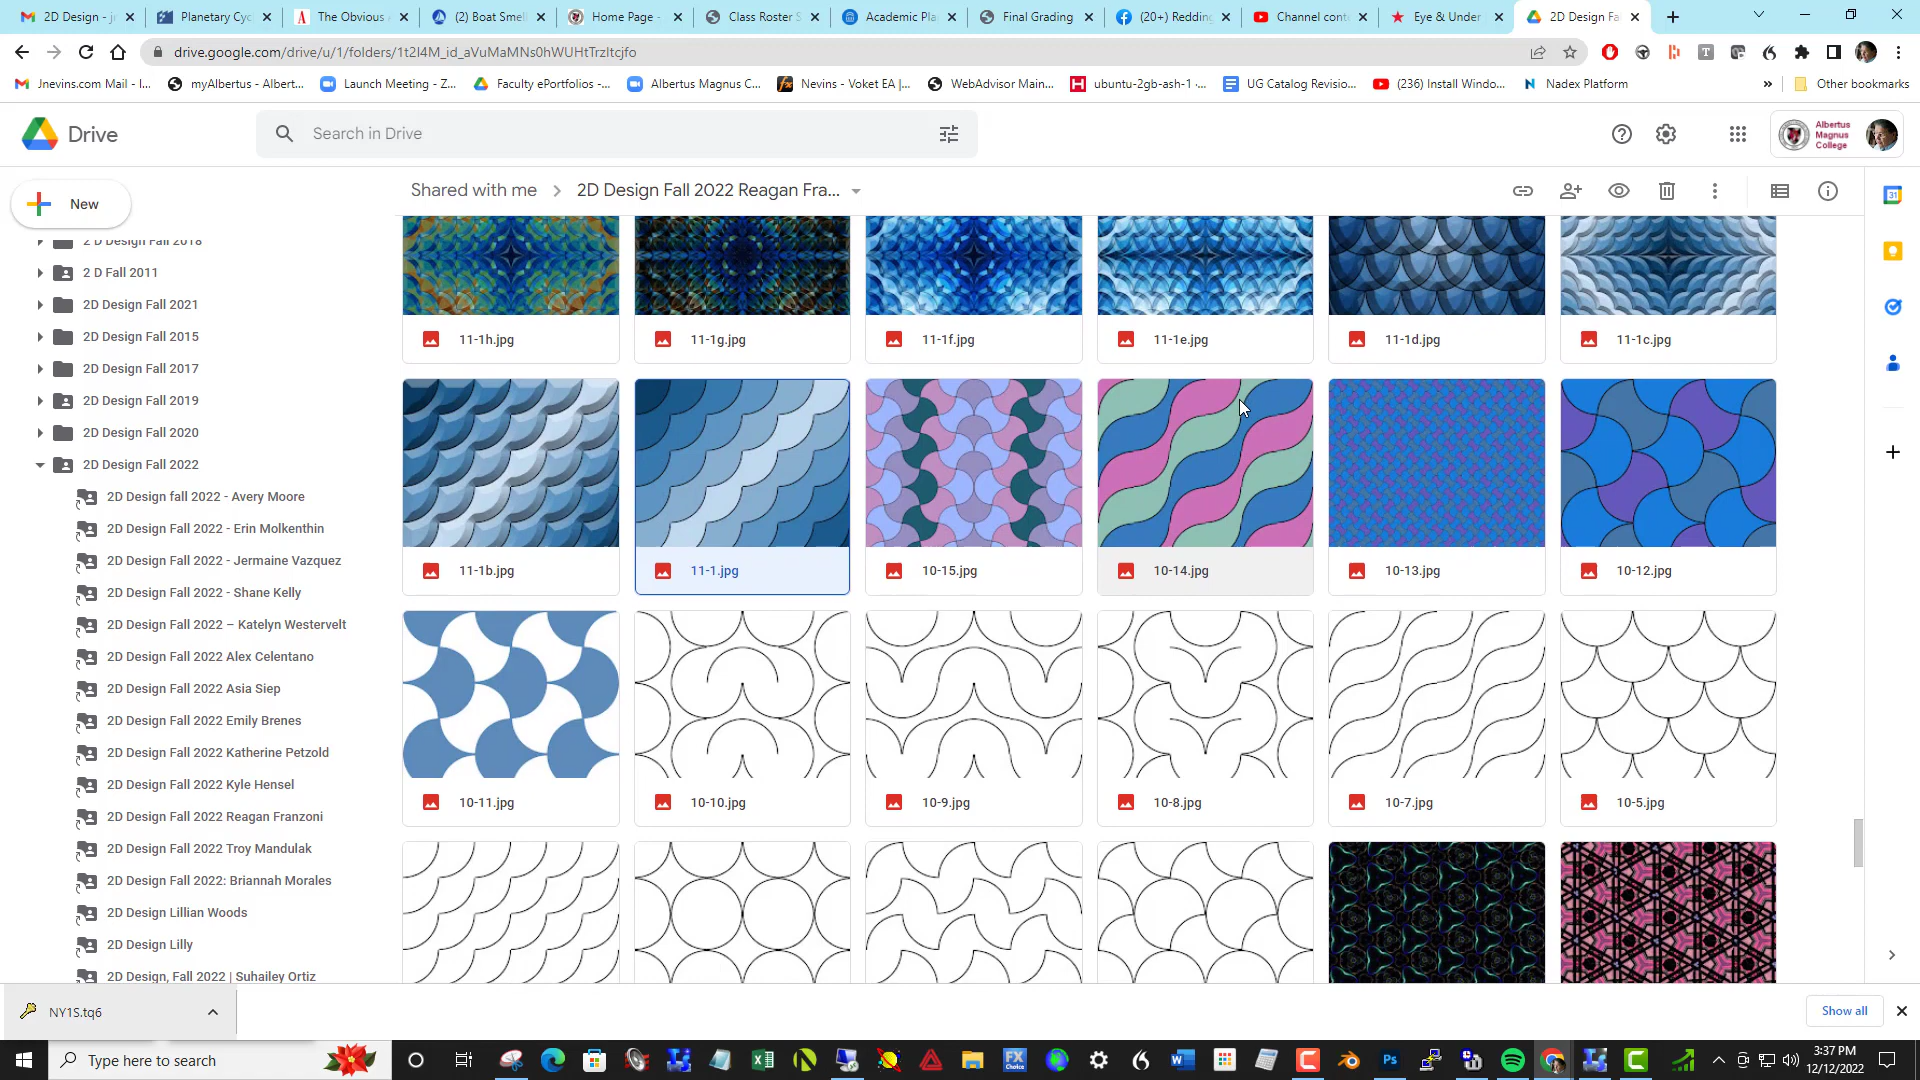 2D Design - jr
Planetary Cyc
The Obvious
(2) Boat Smel
Home Page -
Class Roster S
Academic Pla
Final Grading
(20+) Redding
Channel cont
Eye & Under
2D Design Fa
drive.google.com/drive/u/1/folders/1t2I4M_id_aVuMaMNs0hWUHtTrzItcjfo
Jnevins.com Mail - I...
myAlbertus - Albert...
Launch Meeting - Z...
Faculty ePortfolios -...
Albertus Magnus C...
Nevins - Voket EA |...
WebAdvisor Main...
ubuntu-2gb-ash-1 -...
UG Catalog Revisio...
(236) Install Windo...
Nadex Platform
»
Other bookmarks
Drive
Search in Drive
Albertus
Magnus
College
New
Shared with me > 2D Design Fall 2022 Reagan Fra...
2 D Design Fall 2018
2 D Fall 2011
2D Design Fall 2021
2D Design Fall 2015
2D Design Fall 2017
2D Design Fall 2019
2D Design Fall 2020
2D Design Fall 2022
2D Design fall 2022 - Avery Moore
2D Design Fall 2022 - Erin Molkenthin
2D Design Fall 2022 - Jermaine Vazquez
2D Design Fall 2022 - Shane Kelly
2D Design Fall 2022 – Katelyn Westervelt
2D Design Fall 2022 Alex Celentano
2D Design Fall 2022 Asia Siep
2D Design Fall 2022 Emily Brenes
2D Design Fall 2022 Katherine Petzold
2D Design Fall 2022 Kyle Hensel
2D Design Fall 2022 Reagan Franzoni
2D Design Fall 2022 Troy Mandulak
2D Design Fall 2022: Briannah Morales
2D Design Lillian Woods
2D Design Lilly
2D Design, Fall 2022 | Suhailey Ortiz
11-1h.jpg
11-1g.jpg
11-1f.jpg
11-1e.jpg
11-1d.jpg
11-1c.jpg
11-1b.jpg
11-1.jpg
10-15.jpg
10-14.jpg
10-13.jpg
10-12.jpg
10-11.jpg
10-10.jpg
10-9.jpg
10-8.jpg
10-7.jpg
10-5.jpg
31
NY1S.tq6
Show all
Type here to search
FX
Choice
Ps
3:37 PM
12/12/2022